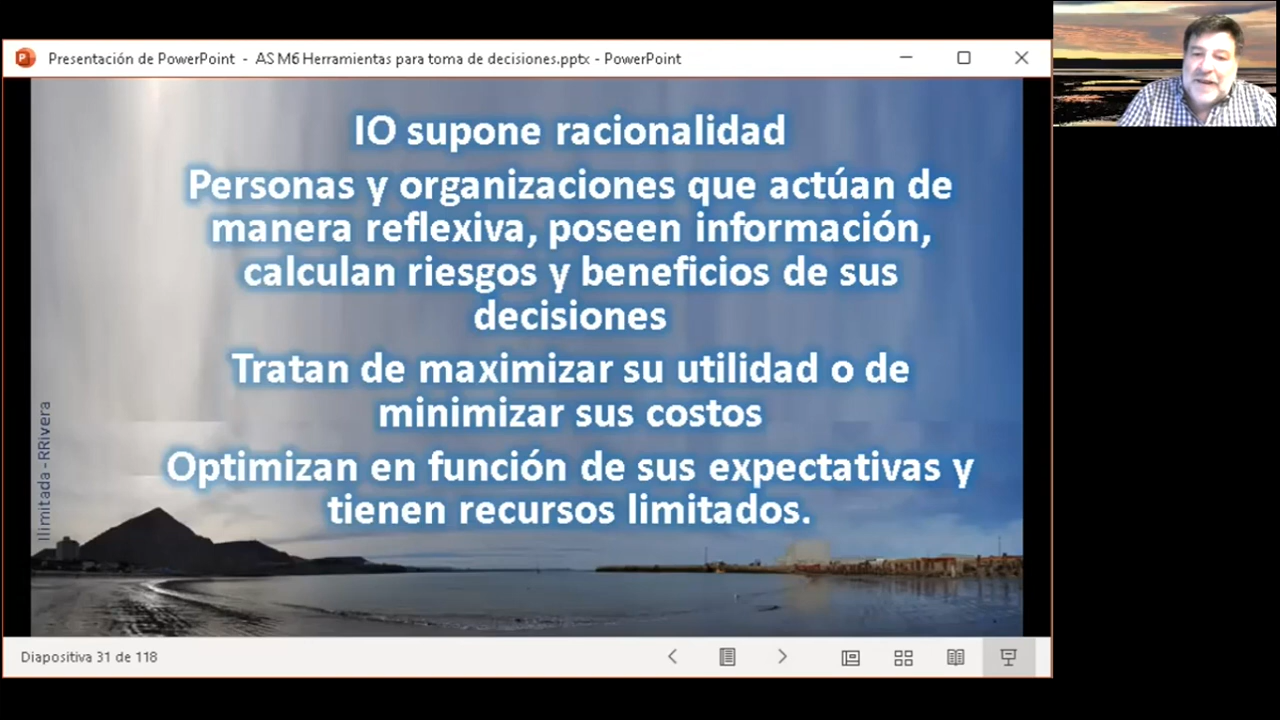 Presentación de PowerPoint - AS M6 Herramientas para toma de decisiones.pptx - PowerPoint
IO supone racionalidad
Personas y organizaciones que actúan de
manera reflexiva, poseen información,
calculan riesgos y beneficios de sus
decisiones
Tratan de maximizar su utilidad o de
minimizar sus costos
Optimizan en función de sus expectativas y
tienen recursos limitados.
Ilimitada -RRivera
Diapositiva 31 de 118